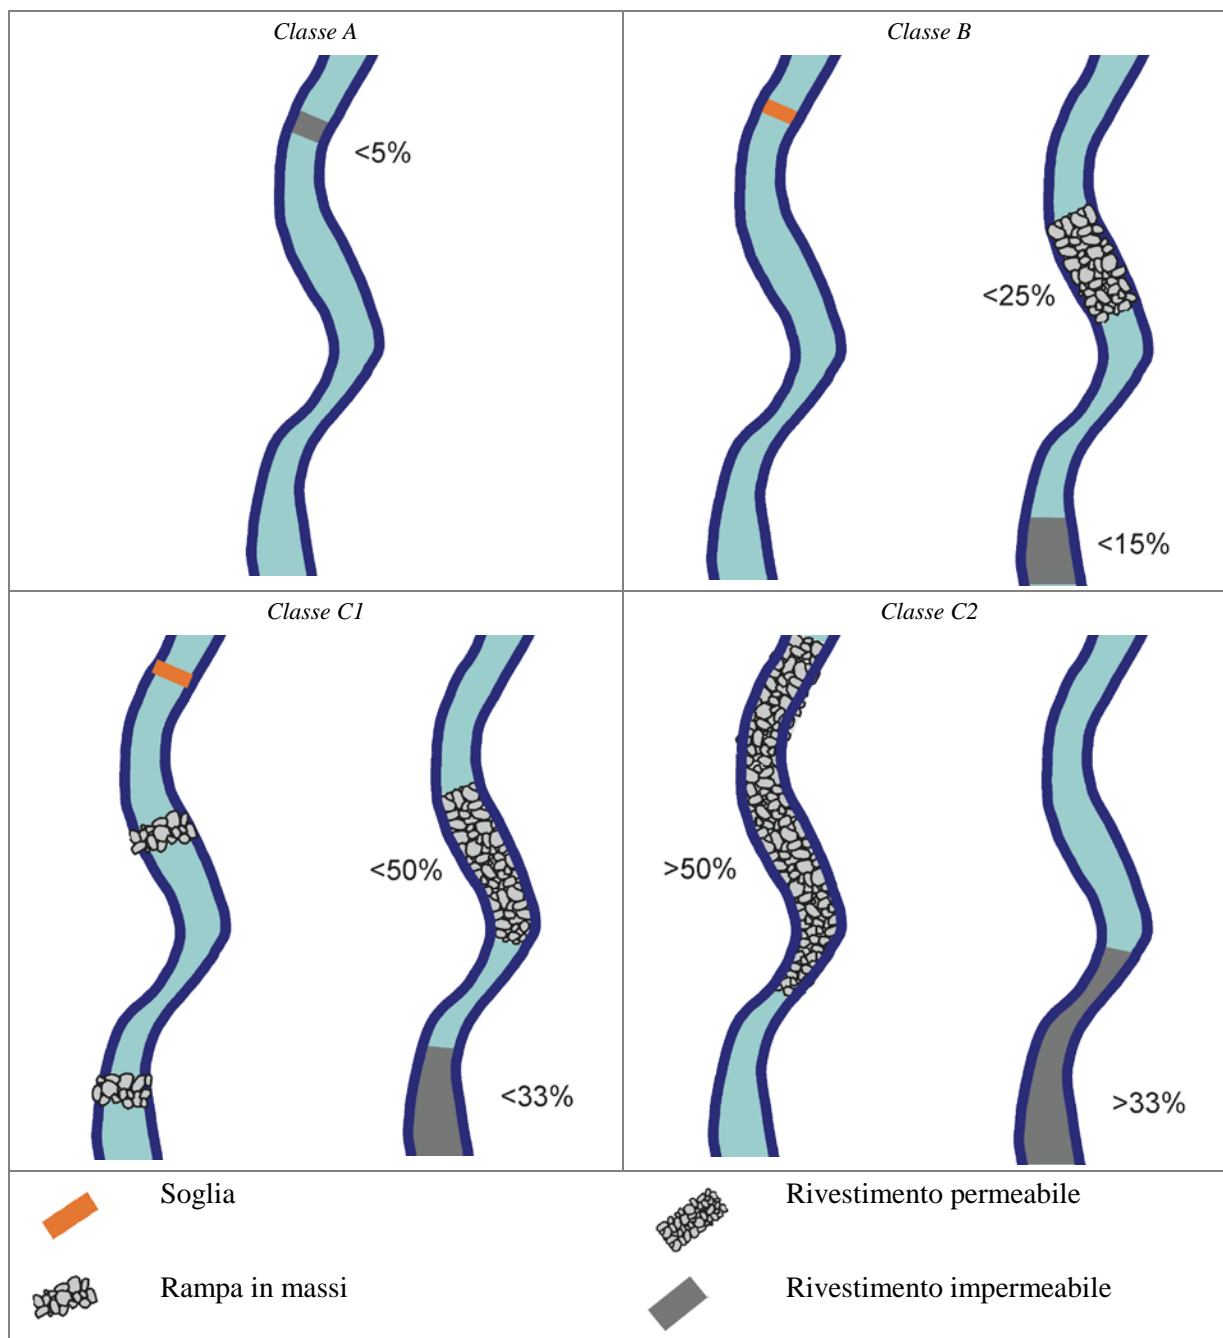 Classe A
<5%
Classe B
<25%
<15%
Classe C1
<50%
<33%
Classe C2
>50%
>33%
Soglia
Rivestimento permeabile
Rampa in massi
Rivestimento impermeabile